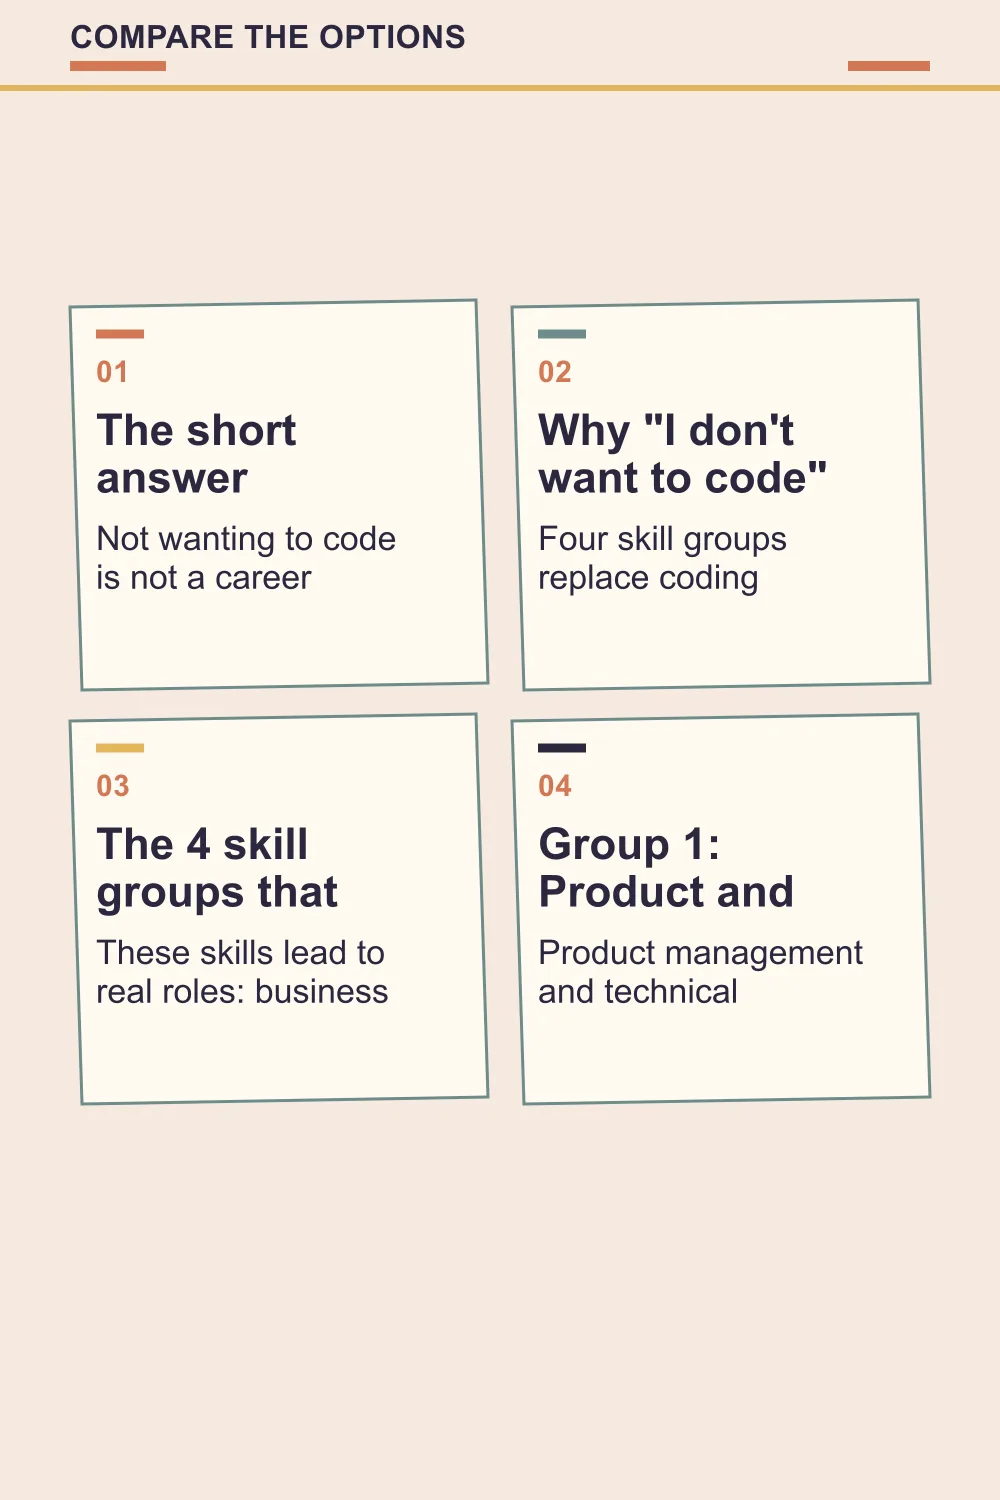 COMPARE THE OPTIONS
01
The short
answer
Not wanting to code
is not a career
02
Why "I don't
want to code"
Four skill groups
replace coding
03
The 4 skill
groups that
These skills lead to
real roles: business
04
Group 1:
Product and
Product management
and technical